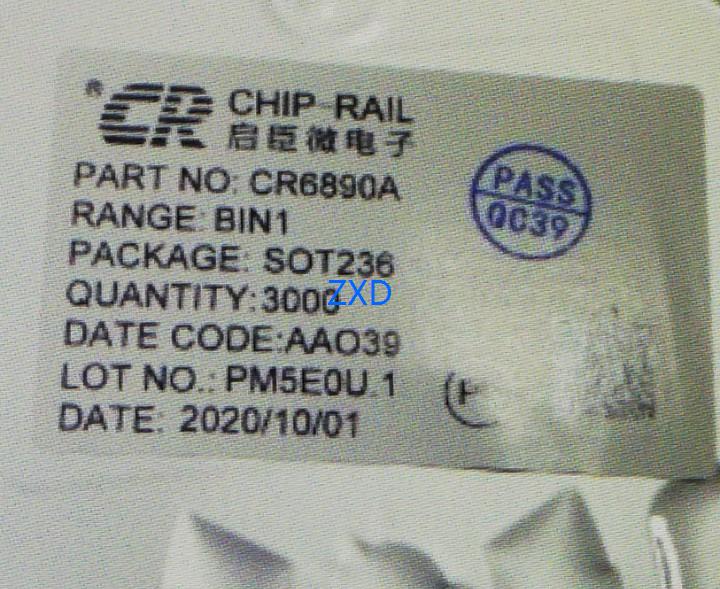 ® CR CHIP-RAIL
启臣微电子
PART NO: CR6890A
RANGE: BIN1
PACKAGE: SOT236
QUANTITY:3000
DATE CODE:AAO39
LOT NO.: PM5E0U.1
DATE: 2020/10/01
PASS
QC39
ZXD